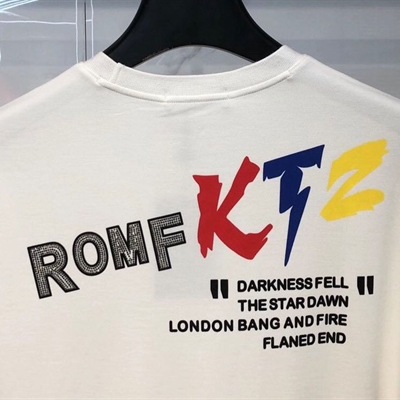 ROMF KTZ
" DARKNESS FELL "
THE STAR DAWN
LONDON BANG AND FIRE
FLANED END